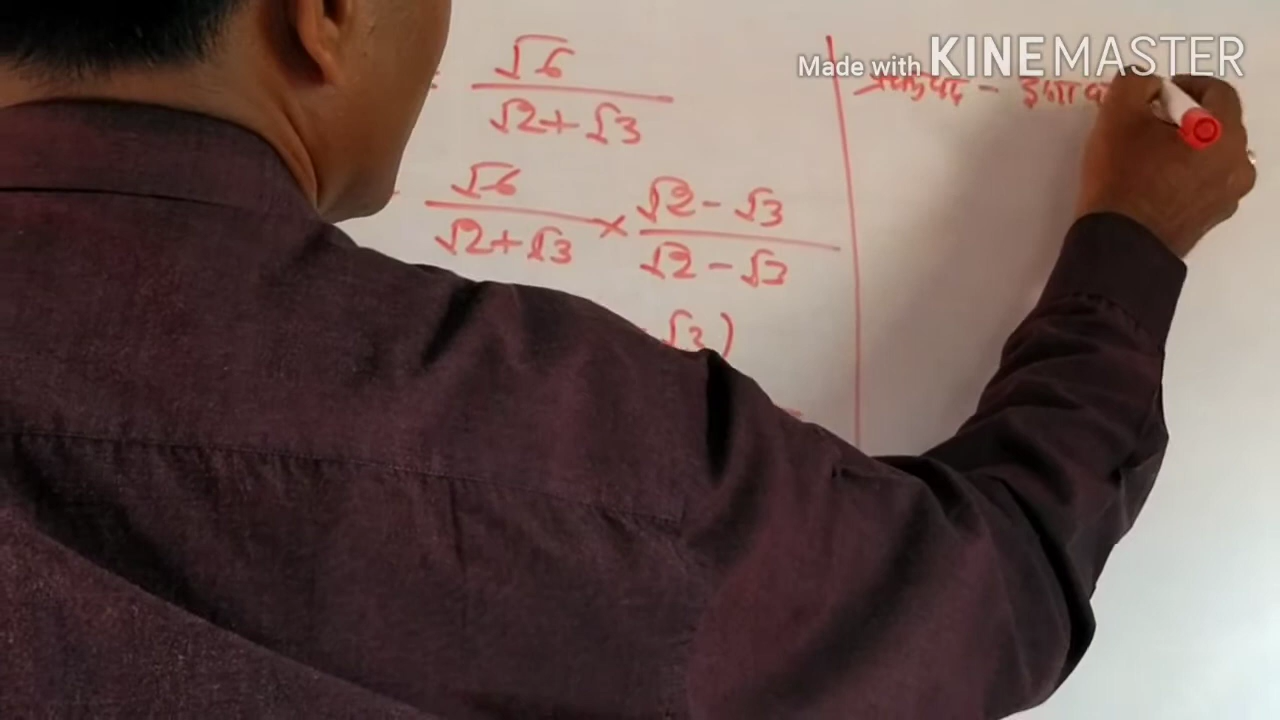 = √6 / √2 + √3
= √6 / √2 + √3 × √2 - √3 / √2 - √3
√3)
Made with KINEMASTER